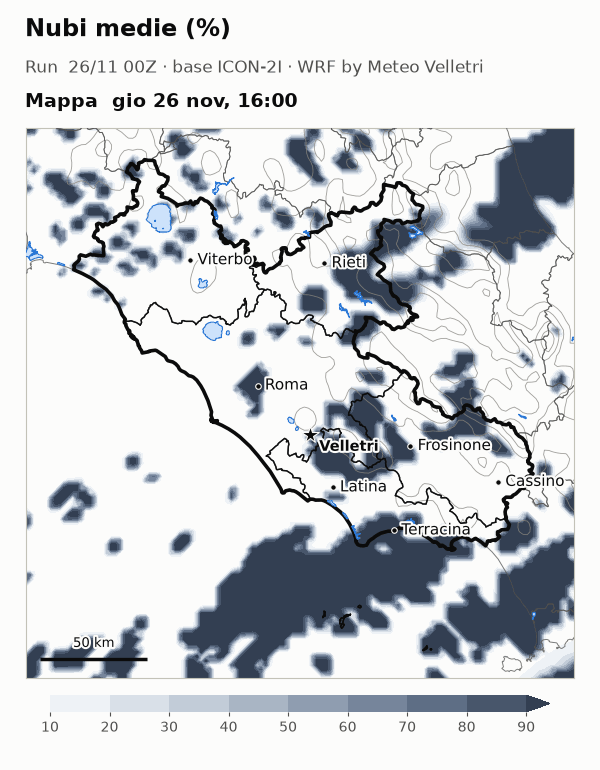 Nubi medie (%)
Run 26/11 00Z · base ICON-2I · WRF by Meteo Velletri
Mappa gio 26 nov, 16:00
Viterbo
Rieti
Roma
Velletri
Frosinone
Latina
Cassino
Terracina
50 km
10 20 30 40 50 60 70 80 90